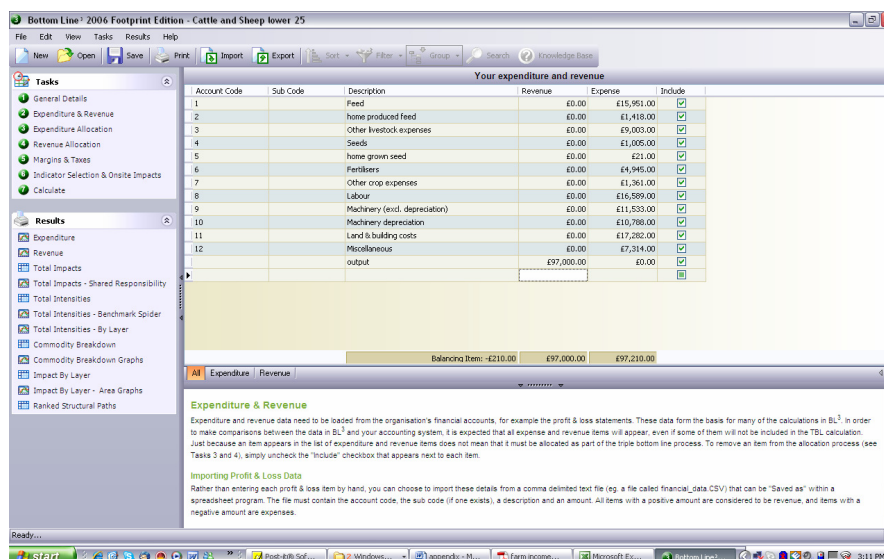 Bottom Line³ 2006 Footprint Edition - Cattle and Sheep lower 25
File Edit View Tasks Results Help
New Open Save Print Import Export Sort Filter Group Search Knowledge Base
Tasks
1 General Details
2 Expenditure & Revenue
3 Expenditure Allocation
4 Revenue Allocation
5 Margins & Taxes
6 Indicator Selection & Onsite Impacts
7 Calculate
Results
Expenditure
Revenue
Total Impacts
Total Impacts - Shared Responsibility
Total Intensities
Total Intensities - Benchmark Spider
Total Intensities - By Layer
Commodity Breakdown
Commodity Breakdown Graphs
Impact By Layer
Impact By Layer - Area Graphs
Ranked Structural Paths
Your expenditure and revenue
Account Code Sub Code Description Revenue Expense Include
1 Feed £0.00 £15,951.00
2 home produced feed £0.00 £1,418.00
3 Other livestock expenses £0.00 £9,003.00
4 Seeds £0.00 £1,005.00
5 home grown seed £0.00 £21.00
6 Fertilisers £0.00 £4,945.00
7 Other crop expenses £0.00 £1,361.00
8 Labour £0.00 £16,589.00
9 Machinery (excl. depreciation) £0.00 £11,533.00
10 Machinery depreciation £0.00 £10,788.00
11 Land & building costs £0.00 £17,282.00
12 Miscellaneous £0.00 £7,314.00
output £97,000.00 £0.00
Balancing Item: -£210.00 £97,000.00 £97,210.00
All Expenditure Revenue
Expenditure & Revenue
Expenditure and revenue data need to be loaded from the organisation's financial accounts, for example the profit & loss statements. These data form the basis for many of the calculations in BL³. In order
to make comparisons between the data in BL³ and your accounting system, it is expected that all expense and revenue items will appear, even if some of them will not be included in the TBL calculation.
Just because an item appears in the list of expenditure and revenue items does not mean that it must be allocated as part of the triple bottom line process. To remove an item from the allocation process (see
Tasks 3 and 4), simply uncheck the "Include" checkbox that appears next to each item.
Importing Profit & Loss Data
Rather than entering each profit & loss item by hand, you can choose to import these details from a comma delimited text file (eg. a file called financial_data.CSV) that can be "Saved as" within a
spreadsheet program. The file must contain the account code, the sub code (if one exists), a description and an amount. All items with a positive amount are considered to be revenue, and items with a
negative amount are expenses.
Ready...
start Post-it® Sof... 2 Windows... appendix - M... farm income... Microsoft Ex... Bottom Line³ 3:11 PM